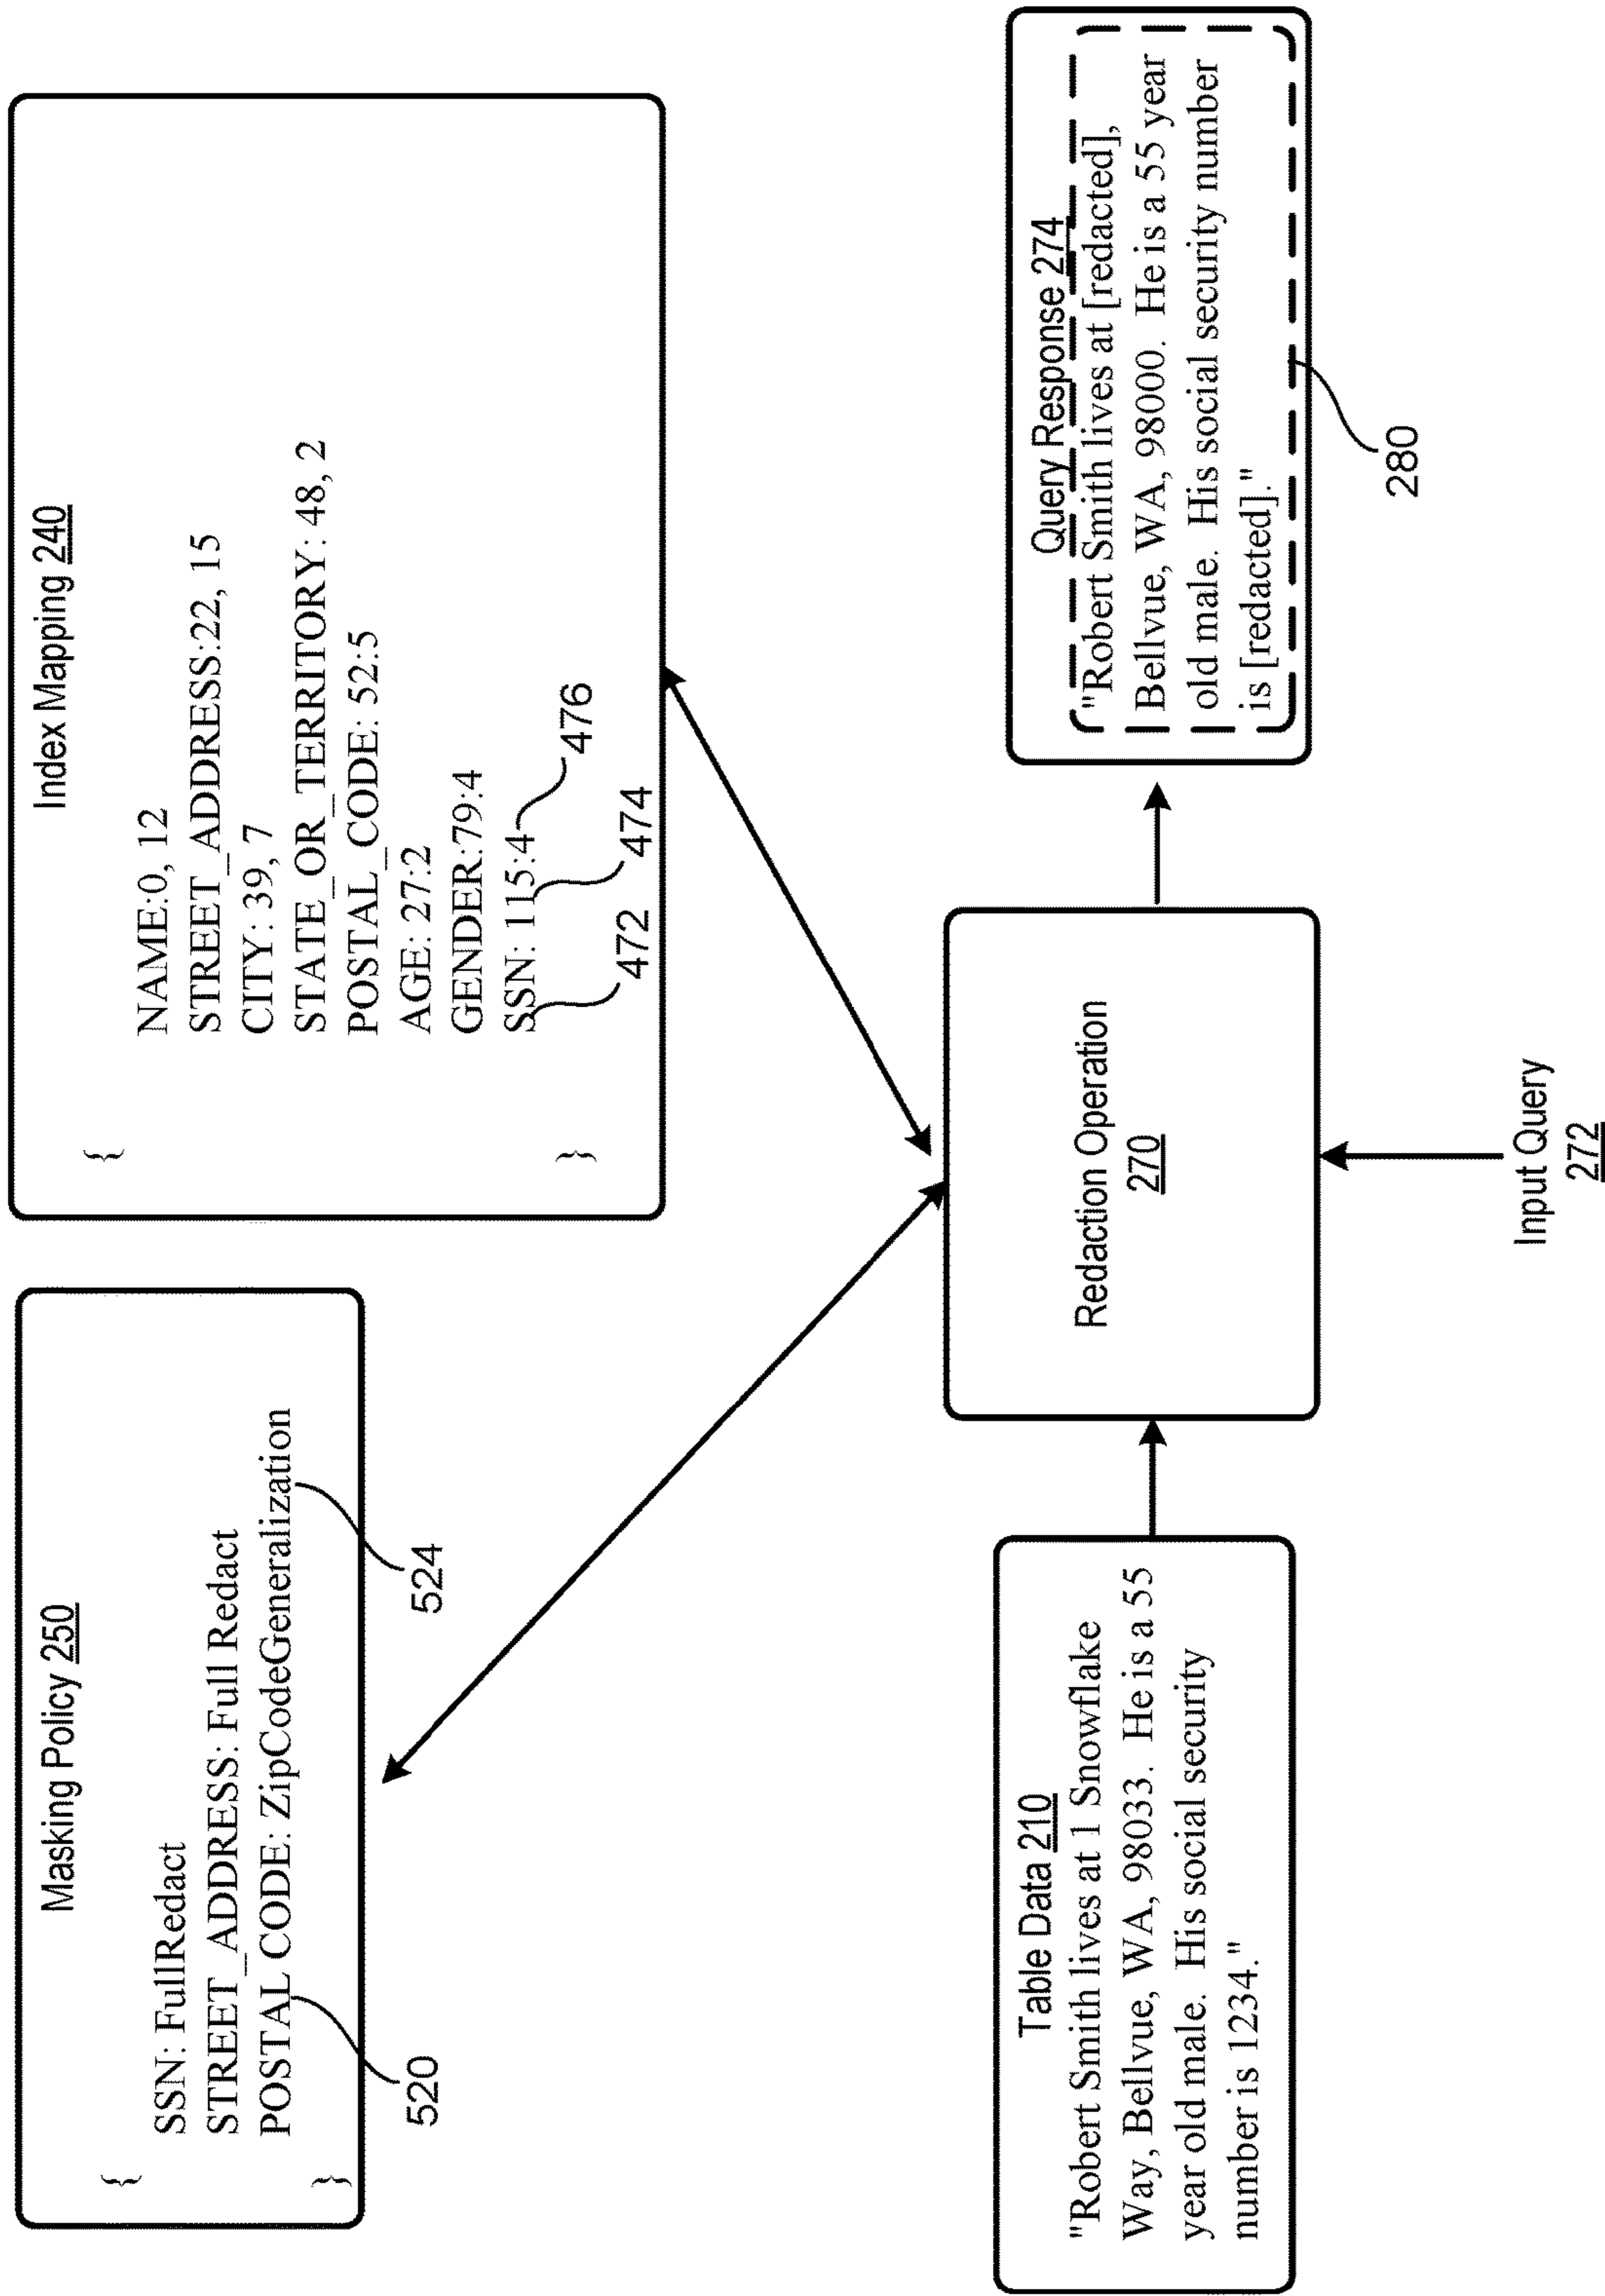 Masking Policy 250
{
SSN: FullRedact
STREET_ADDRESS: Full Redact
POSTAL CODE: ZipCodeGeneralization
}
520
524
Index Mapping 240
{
NAME:0, 12
STREET_ADDRESS:22, 15
CITY: 39, 7
STATE_OR_TERRITORY: 48, 2
POSTAL_CODE: 52:5
AGE: 27:2
GENDER:79:4
SSN: 115:4
}
472
474
476
Table Data 210
"Robert Smith lives at 1 Snowflake
Way, Bellvue, WA, 98033. He is a 55
year old male. His social security
number is 1234."
Redaction Operation
270
Input Query
272
Query Response 274
"Robert Smith lives at [redacted],
Bellvue, WA, 98000. He is a 55 year
old male. His social security number
is [redacted]."
280